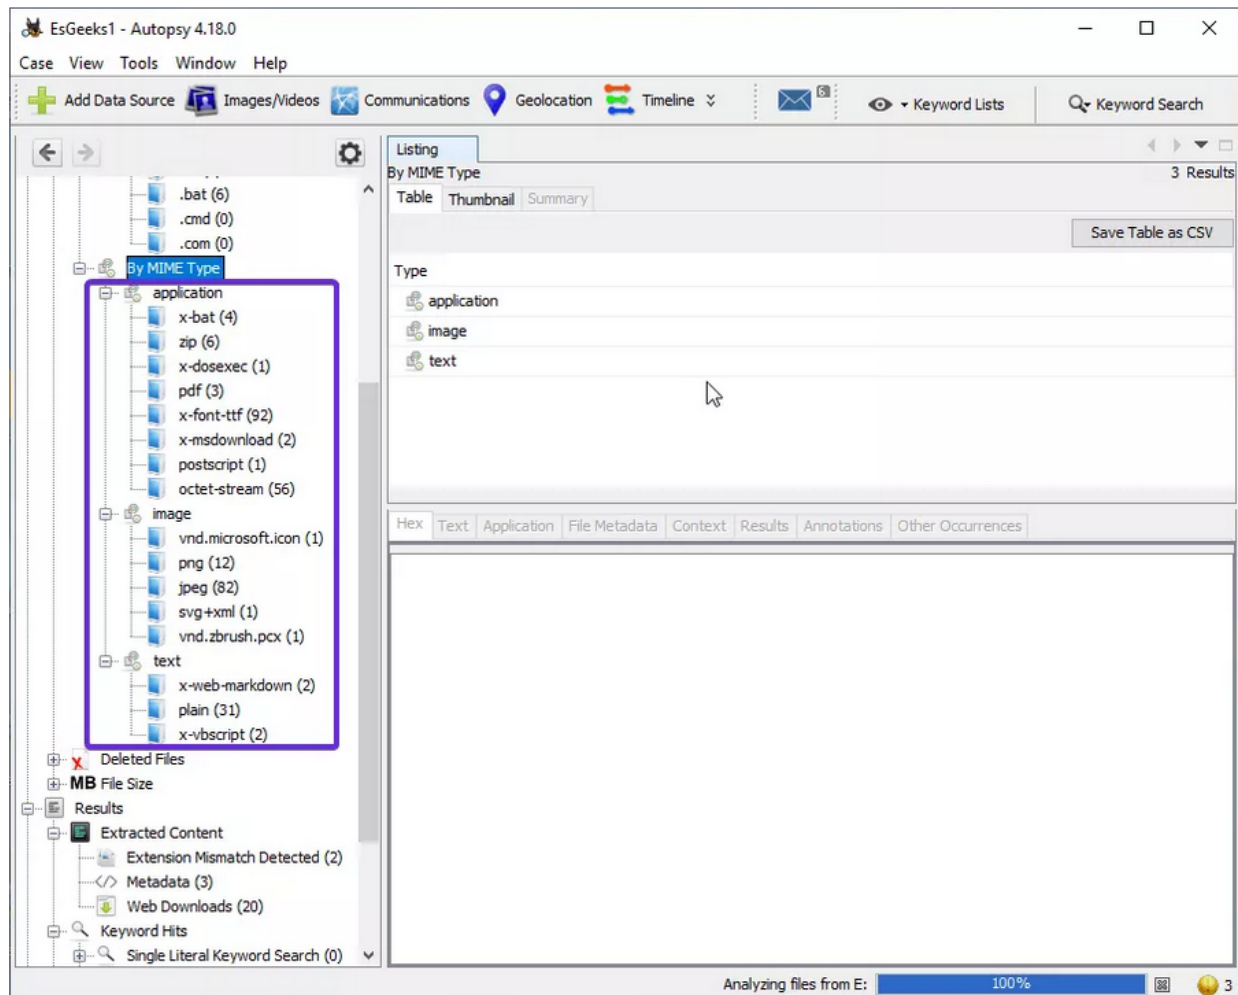 EsGeeks1 - Autopsy 4.18.0
Case View Tools Window Help
Add Data Source Images/Videos Communications Geolocation Timeline 6 Keyword Lists Keyword Search
Listing
By MIME Type 3 Results
Table Thumbnail Summary
Save Table as CSV
Type
application
image
text
.bat (6)
.cmd (0)
.com (0)
By MIME Type
application
x-bat (4)
zip (6)
x-dosexec (1)
pdf (3)
x-font-ttf (92)
x-msdownload (2)
postscript (1)
octet-stream (56)
image
vnd.microsoft.icon (1)
png (12)
jpeg (82)
svg+xml (1)
vnd.zbrush.pcx (1)
text
x-web-markdown (2)
plain (31)
x-vbscript (2)
Deleted Files
MB File Size
Results
Extracted Content
Extension Mismatch Detected (2)
Metadata (3)
Web Downloads (20)
Keyword Hits
Single Literal Keyword Search (0)
Hex Text Application File Metadata Context Results Annotations Other Occurrences
Analyzing files from E: 100% 3